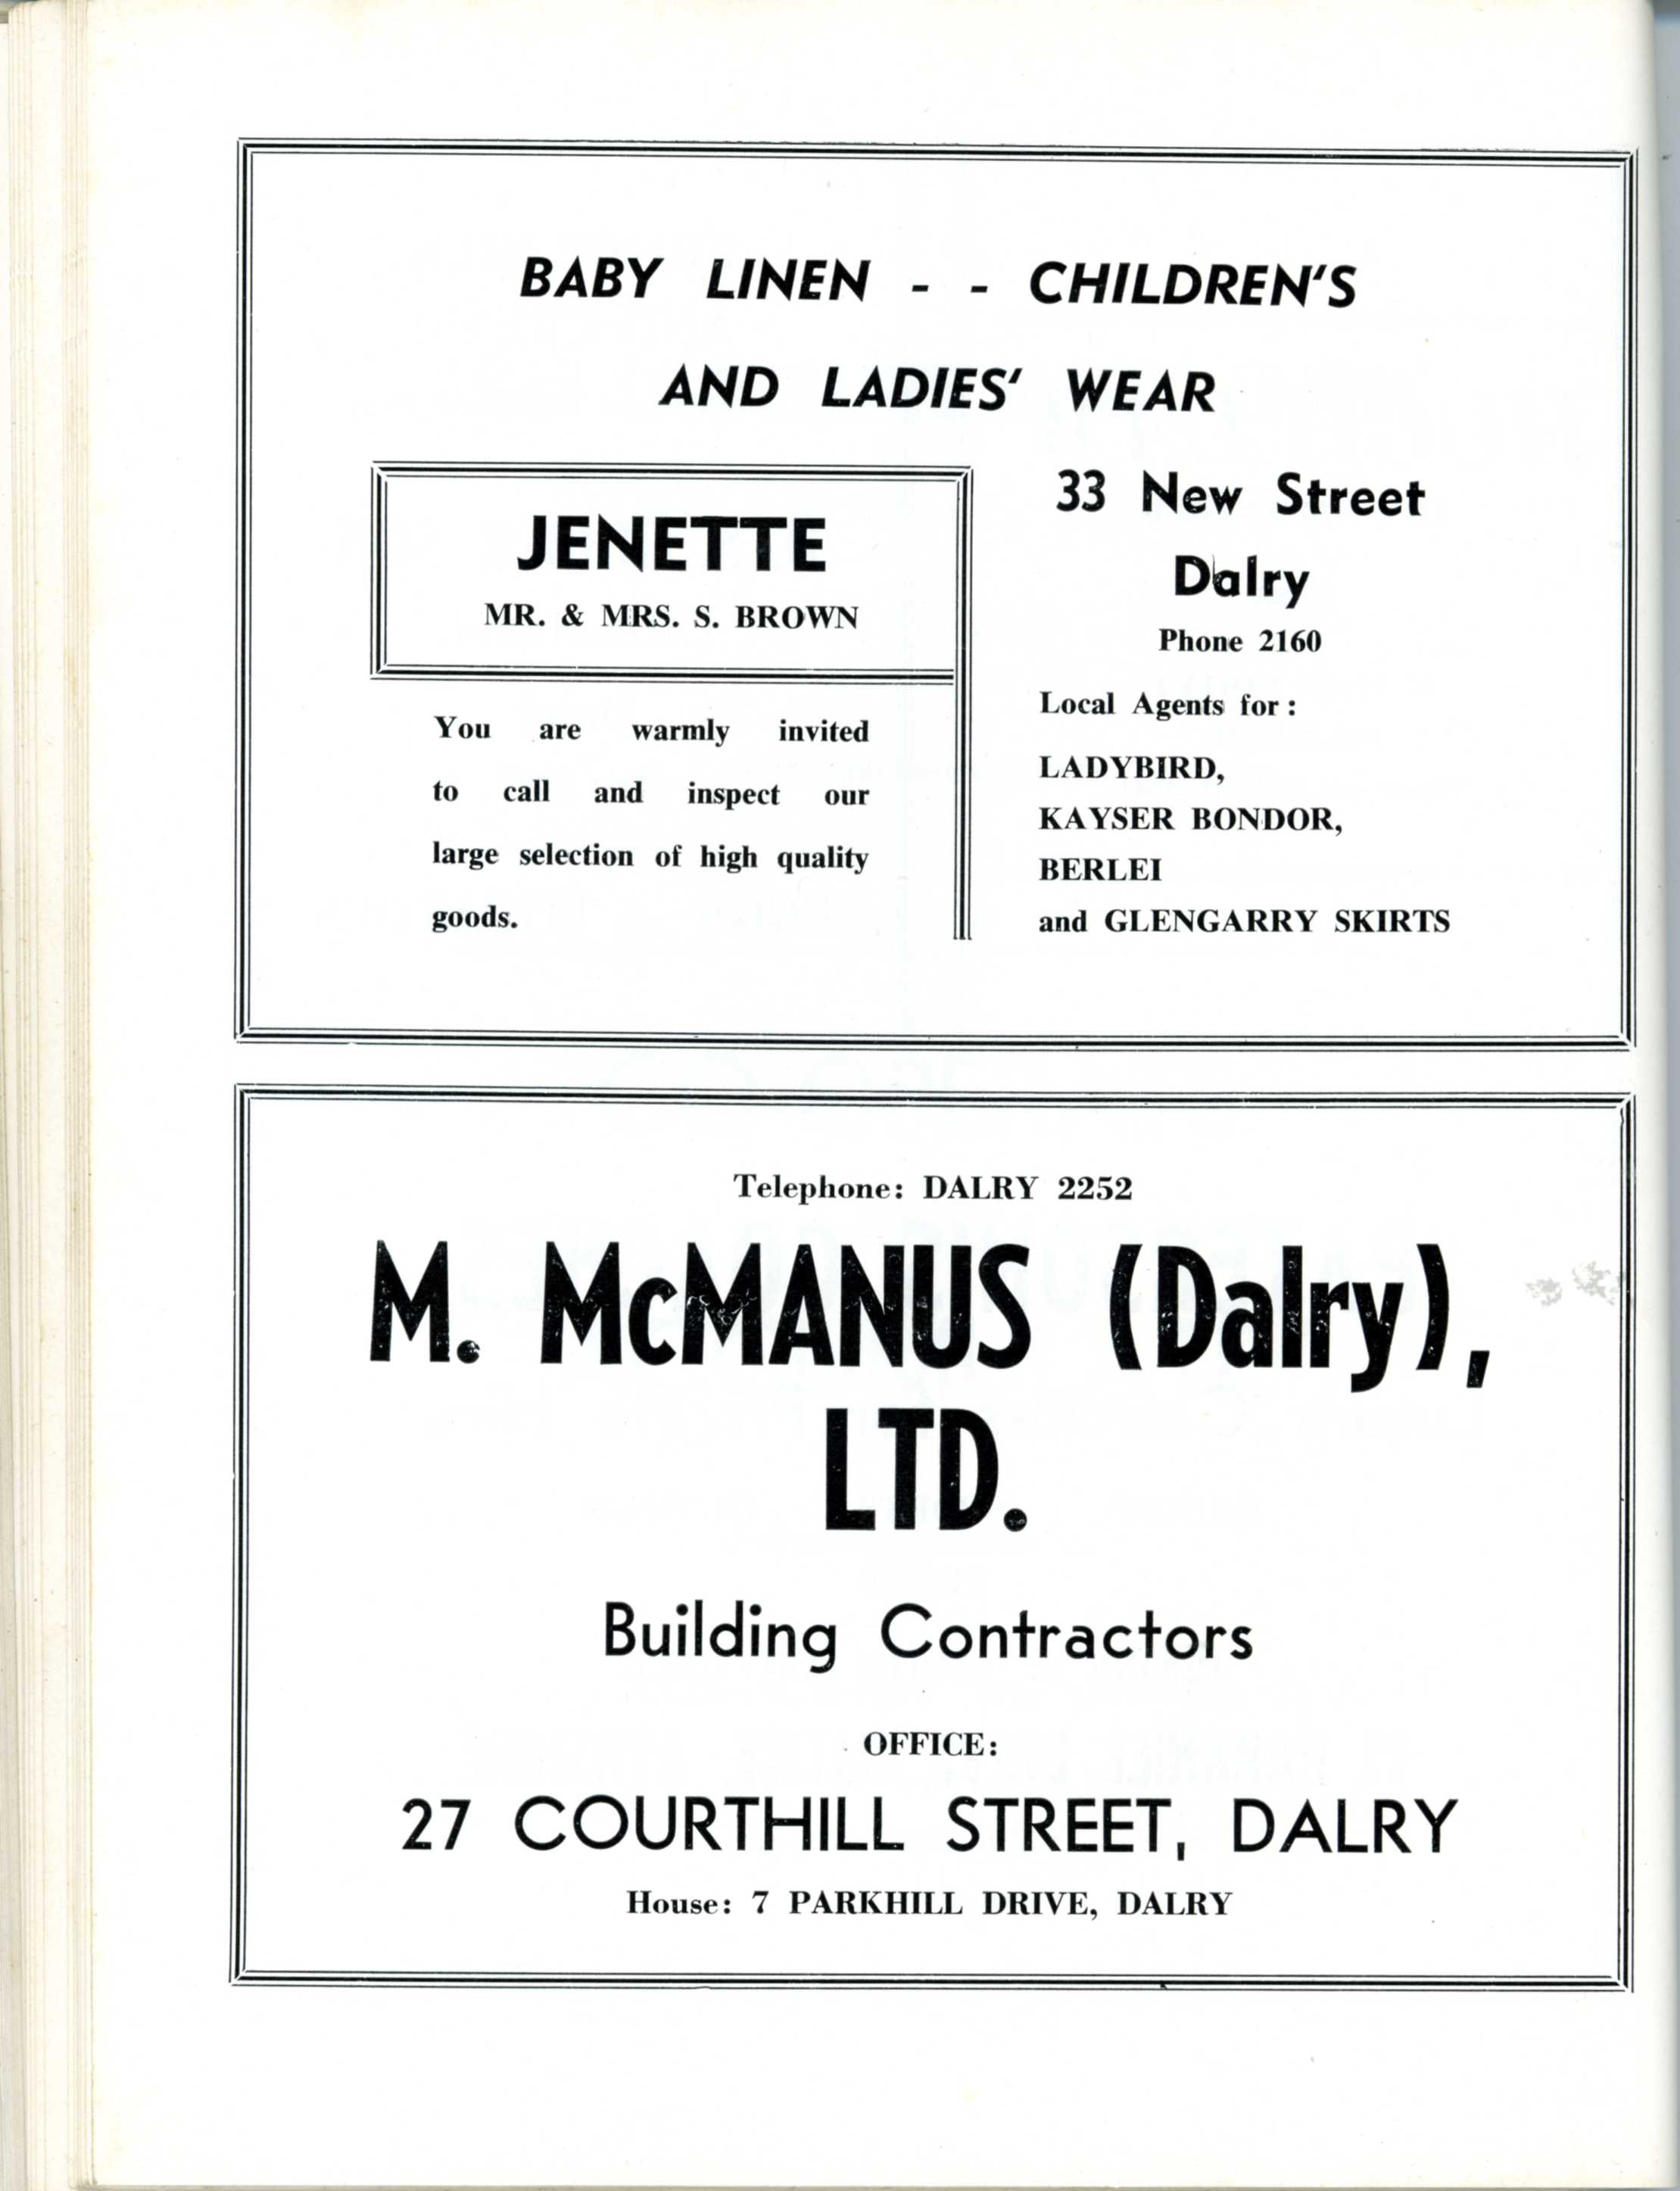 BABY LINEN - - CHILDREN'S
AND LADIES' WEAR
JENETTE
MR. & MRS. S. BROWN
You are warmly invited
to call and inspect our
large selection of high quality
goods.
33 New Street
Dalry
Phone 2160
Local Agents for :
LADYBIRD,
KAYSER BONDOR,
BERLEI
and GLENGARRY SKIRTS
Telephone: DALRY 2252
M. McMANUS (Dalry),
LTD.
Building Contractors
OFFICE:
27 COURTHILL STREET, DALRY
House: 7 PARKHILL DRIVE, DALRY